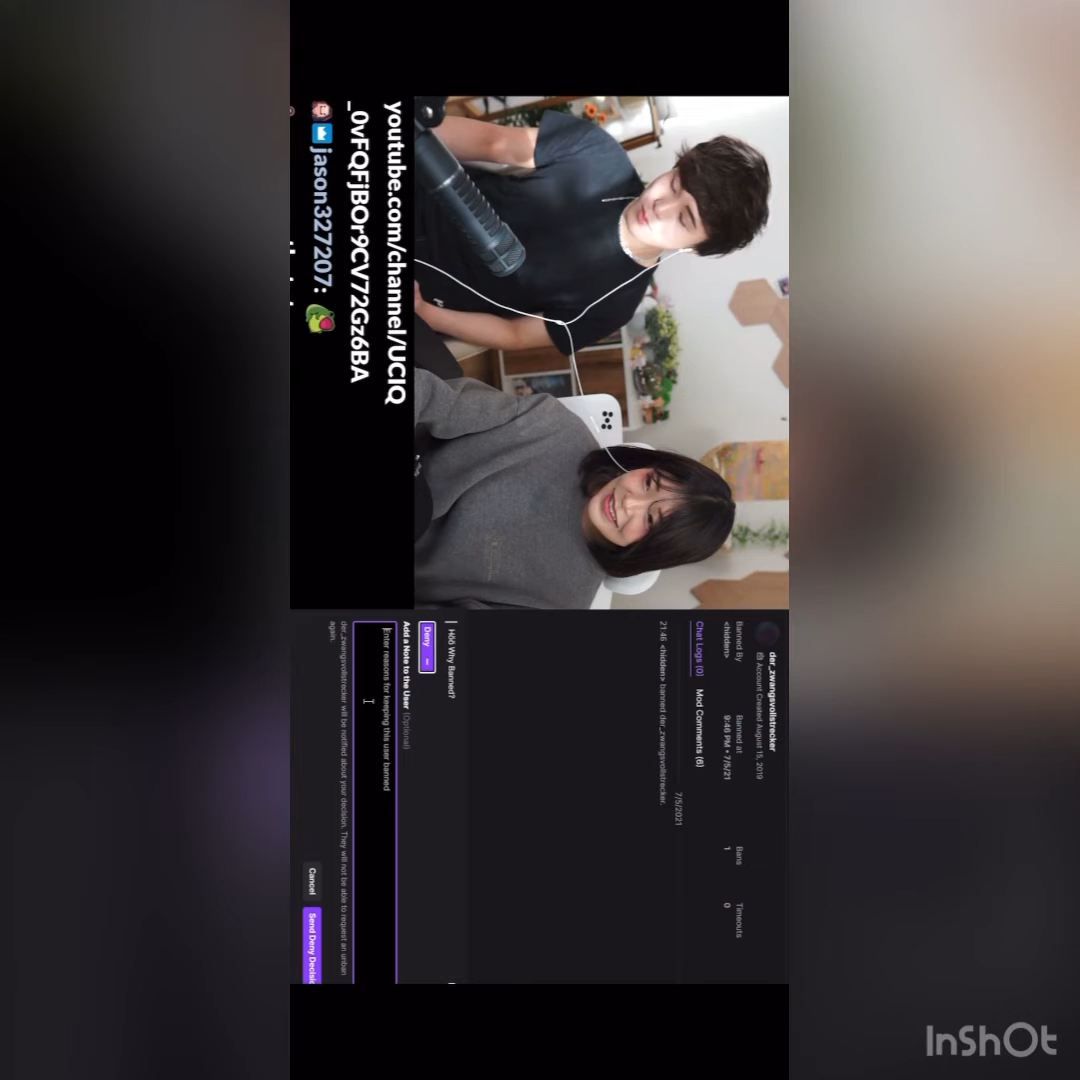 youtube.com/channel/UCIQ
_0vFQFjBOr9CV72Gz6BA
jason327207:
der_zwangsvollstrecker
Account Created August 15, 2019
Banned By
<hidden>
Banned at
9:46 PM • 7/5/21
Bans
1
Timeouts
0
Chat Logs (0)
Mod Comments (6)
7/5/2021
21:46 <hidden> banned der_zwangsvollstrecker.
Höö Why Banned?
Deny
Add a Note to the User (Optional)
Enter reasons for keeping this user banned
der_zwangsvollstrecker will be notified about your decision. They will not be able to request an unban
again.
Cancel
Send Deny Decisio
InShOt